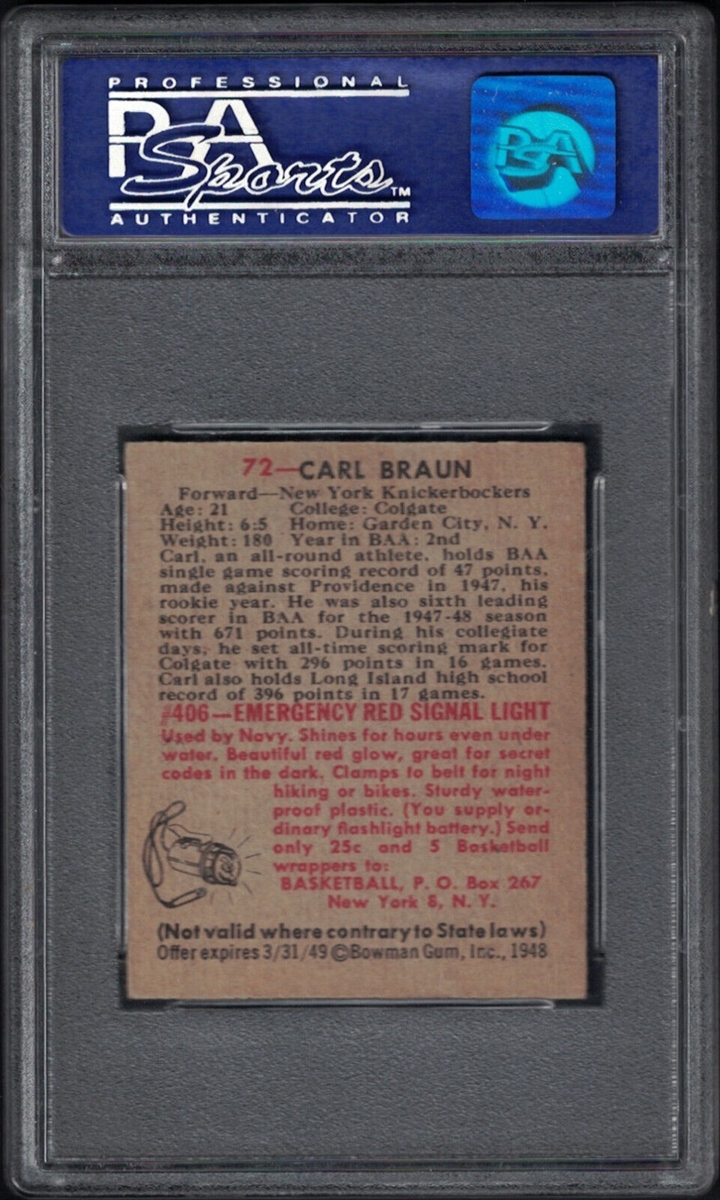 PROFESSIONAL
PSA
Sports™
AUTHENTICATOR
PSA
72—CARL BRAUN
Forward—New York Knickerbockers
Age: 21 College: Colgate
Height: 6:5 Home: Garden City, N. Y.
Weight: 180 Year in BAA: 2nd
Carl, an all-round athlete, holds BAA
single game scoring record of 47 points,
made against Providence in 1947, his
rookie year. He was also sixth leading
scorer in BAA for the 1947-48 season
with 671 points. During his collegiate
days, he set all-time scoring mark for
Colgate with 296 points in 16 games.
Carl also holds Long Island high school
record of 396 points in 17 games.
#406—EMERGENCY RED SIGNAL LIGHT
Used by Navy. Shines for hours even under
water. Beautiful red glow, great for secret
codes in the dark. Clamps to belt for night
hiking or bikes. Sturdy water-
proof plastic. (You supply or-
dinary flashlight battery.) Send
only 25c and 5 Basketball
wrappers to:
BASKETBALL, P. O. Box 267
New York 8, N. Y.
(Not valid where contrary to State laws)
Offer expires 3/31/49 ©Bowman Gum, Inc., 1948